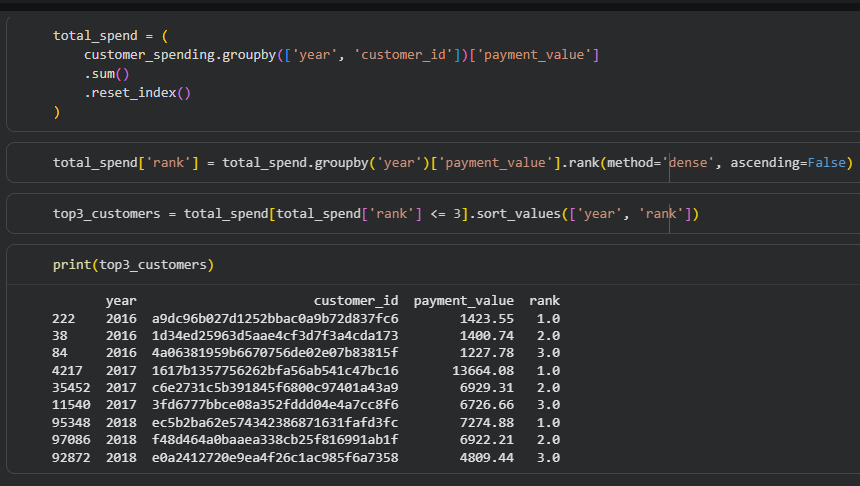 total_spend = (
    customer_spending.groupby(['year', 'customer_id'])['payment_value']
    .sum()
    .reset_index()
)
total_spend['rank'] = total_spend.groupby('year')['payment_value'].rank(method='dense', ascending=False)
top3_customers = total_spend[total_spend['rank'] <= 3].sort_values(['year', 'rank'])
print(top3_customers)
       year                       customer_id  payment_value  rank
222    2016  a9dc96b027d1252bbac0a9b72d837fc6        1423.55   1.0
38     2016  1d34ed25963d5aae4cf3d7f3a4cda173        1400.74   2.0
84     2016  4a06381959b6670756de02e07b83815f        1227.78   3.0
4217   2017  1617b1357756262bfa56ab541c47bc16       13664.08   1.0
35452  2017  c6e2731c5b391845f6800c97401a43a9        6929.31   2.0
11540  2017  3fd6777bbce08a352fddd04e4a7cc8f6        6726.66   3.0
95348  2018  ec5b2ba62e574342386871631fafd3fc        7274.88   1.0
97086  2018  f48d464a0baaea338cb25f816991ab1f        6922.21   2.0
92872  2018  e0a2412720e9ea4f26c1ac985f6a7358        4809.44   3.0